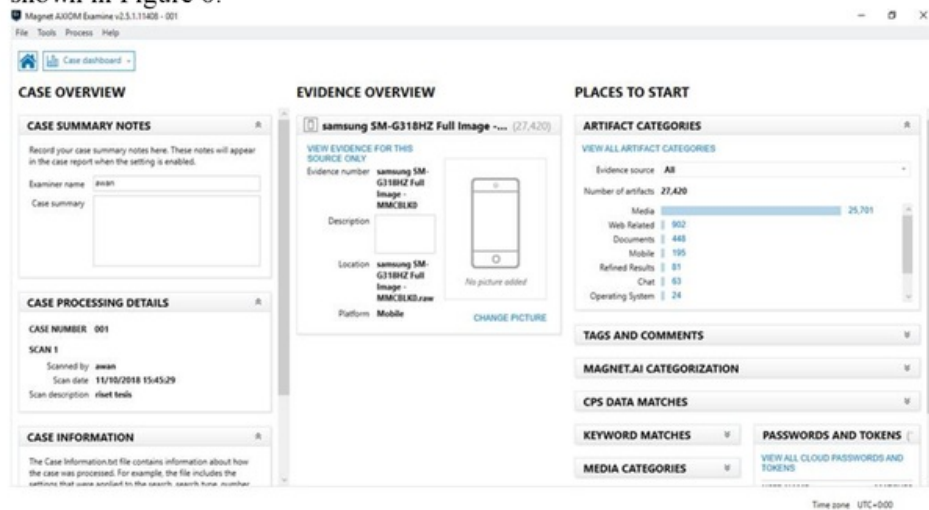 shown in Figure 6.
Magnet AXIOM Examine v2.5.1.11408 - 001
File Tools Process Help
Case dashboard
CASE OVERVIEW
CASE SUMMARY NOTES
Record your case summary notes here. These notes will appear
in the case report when the setting is enabled.
Examiner name awan
Case summary
CASE PROCESSING DETAILS
CASE NUMBER 001
SCAN 1
Scanned by awan
Scan date 11/10/2018 15:45:29
Scan description riset tesis
CASE INFORMATION
The Case Information.txt file contains information about how
the case was processed. For example, the file includes the
settings that were applied to the search, search type, number
EVIDENCE OVERVIEW
samsung SM-G318HZ Full Image -... (27,420)
VIEW EVIDENCE FOR THIS
SOURCE ONLY
Evidence number samsung SM-
G318HZ Full
Image -
MMCBLK0
Description
Location samsung SM-
G318HZ Full
Image -
MMCBLK0.raw
Platform Mobile
No picture added
CHANGE PICTURE
PLACES TO START
ARTIFACT CATEGORIES
VIEW ALL ARTIFACT CATEGORIES
Evidence source All
Number of artifacts 27,420
Media 25,701
Web Related 902
Documents 448
Mobile 195
Refined Results 81
Chat 63
Operating System 24
TAGS AND COMMENTS
MAGNET.AI CATEGORIZATION
CPS DATA MATCHES
KEYWORD MATCHES
MEDIA CATEGORIES
PASSWORDS AND TOKENS
VIEW ALL CLOUD PASSWORDS AND
TOKENS
Time zone UTC+0:00